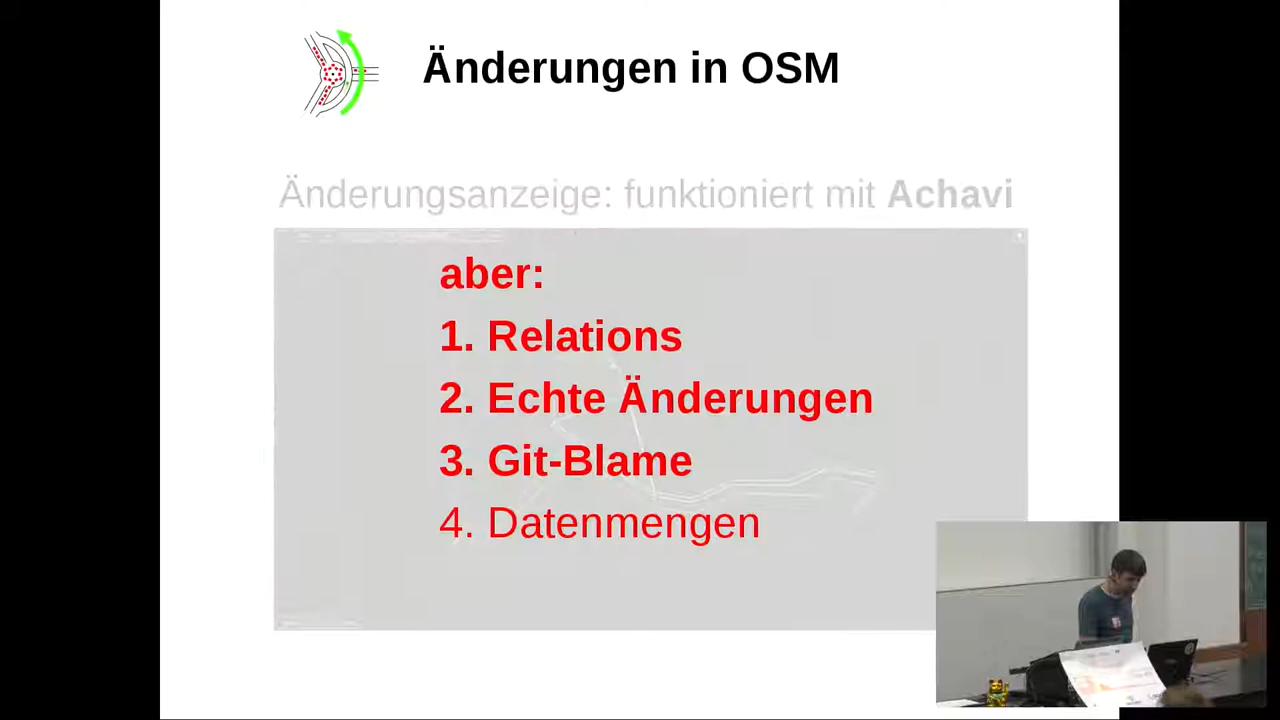 Änderungen in OSM
Änderungsanzeige: funktioniert mit Achavi
aber:
1. Relations
2. Echte Änderungen
3. Git-Blame
4. Datenmengen